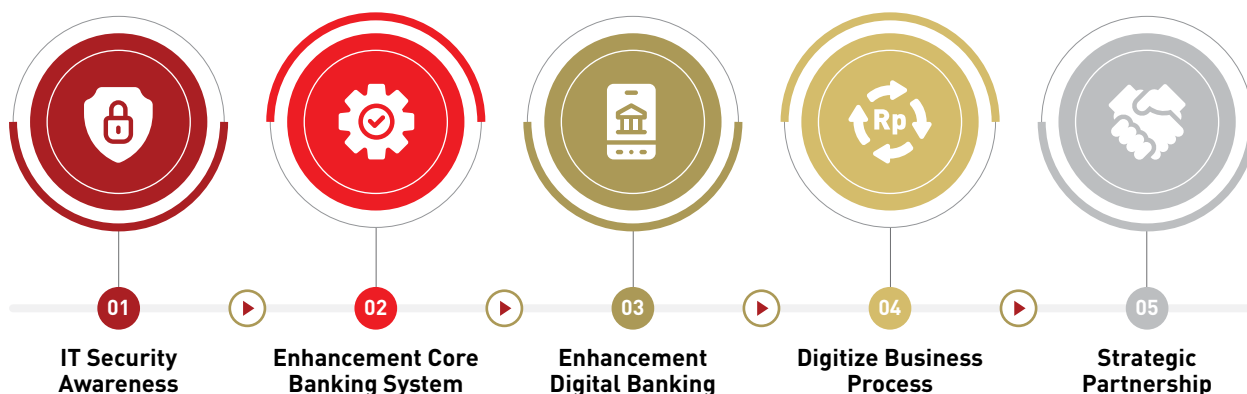 Rp
01
02
03
04
05
IT Security
Awareness
Enhancement Core
Banking System
Enhancement
Digital Banking
Digitize Business
Process
Strategic
Partnership